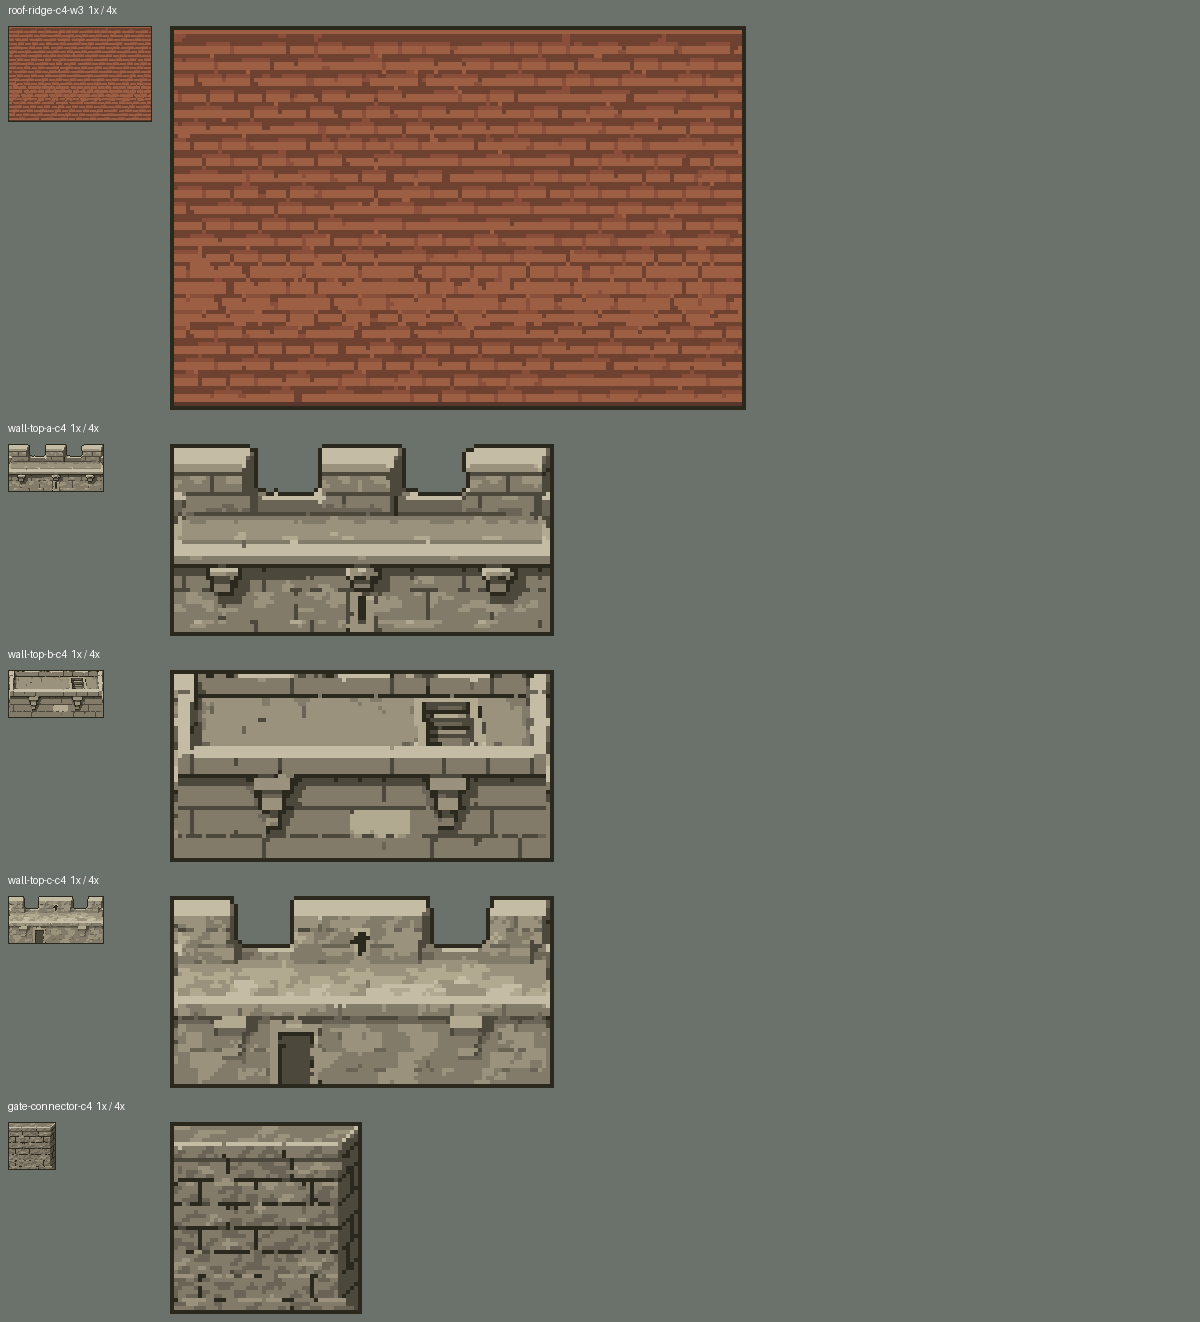 roof-ridge-c4-w3 1x / 4x
wall-top-a-c4 1x / 4x
wall-top-b-c4 1x / 4x
wall-top-c-c4 1x / 4x
gate-connector-c4 1x / 4x